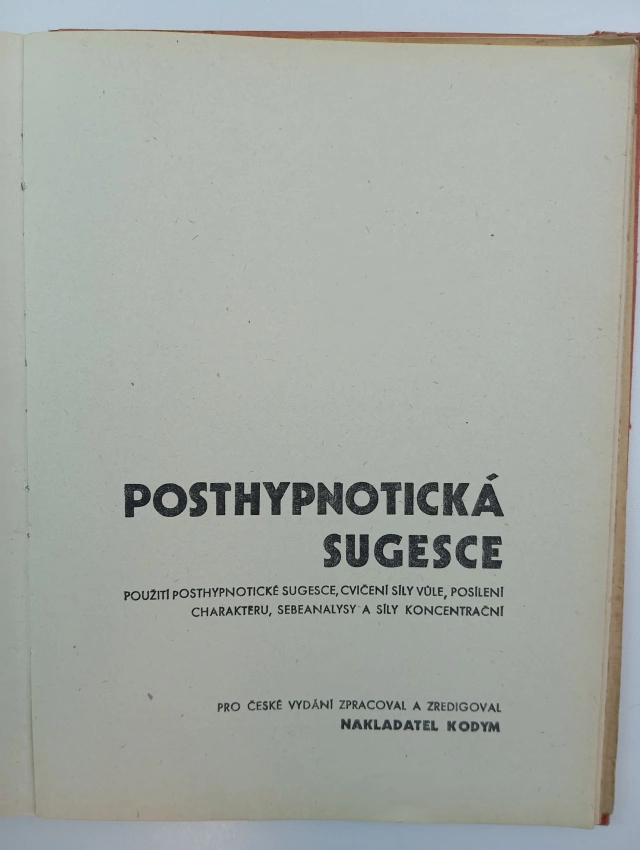 POSTHYPNOTICKÁ
SUGESCE
POUŽITÍ POSTHYPNOTICKÉ SUGESCE, CVIČENÍ SÍLY VŮLE, POSÍLENÍ
CHARAKTERU, SEBEANALYSY A SÍLY KONCENTRAČNÍ
PRO ČESKÉ VYDÁNÍ ZPRACOVAL A ZREDIGOVAL
NAKLADATEL KODYM